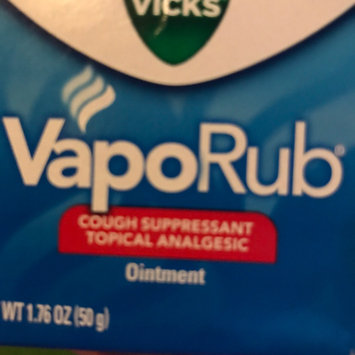 VICKS
VapoRub®
COUGH SUPPRESSANT
TOPICAL ANALGESIC
Ointment
WT 1.76 OZ (50 g)